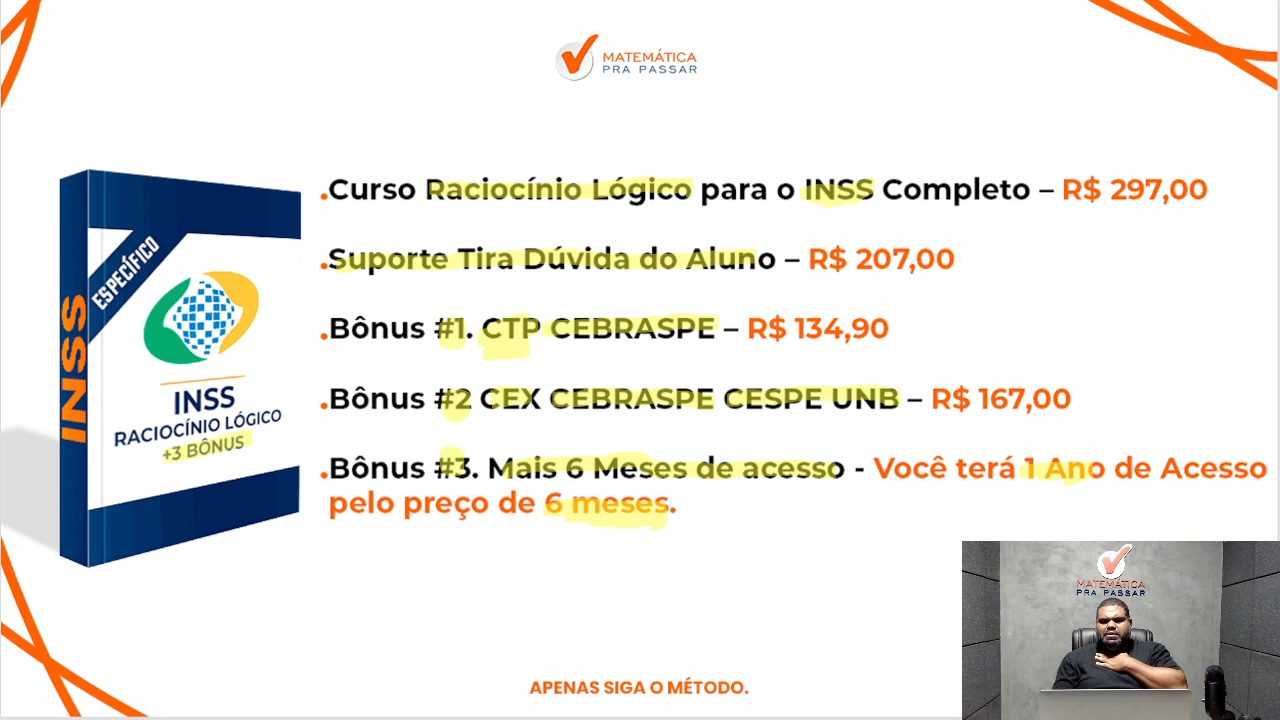 MATEMÁTICA
PRA PASSAR
.Curso Raciocínio Lógico para o INSS Completo – R$ 297,00
.Suporte Tira Dúvida do Aluno – R$ 207,00
.Bônus #1. CTP CEBRASPE – R$ 134,90
.Bônus #2 CEX CEBRASPE CESPE UNB – R$ 167,00
.Bônus #3. Mais 6 Meses de acesso - Você terá 1 Ano de Acesso
pelo preço de 6 meses.
INSS
ESPECÍFICO
INSS
RACIOCÍNIO LÓGICO
+3 BÔNUS
MATEMÁTICA
PRA PASSAR
APENAS SIGA O MÉTODO.